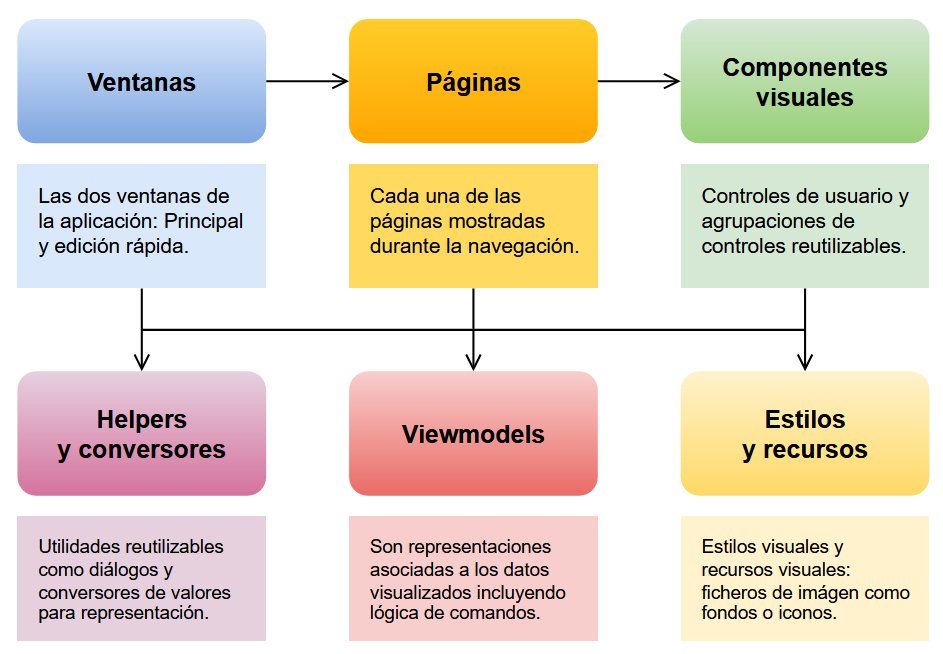 Ventanas
Páginas
Componentes
visuales
Las dos ventanas de
la aplicación: Principal
y edición rápida.
Cada una de las
páginas mostradas
durante la navegación.
Controles de usuario y
agrupaciones de
controles reutilizables.
Helpers
y conversores
Viewmodels
Estilos
y recursos
Utilidades reutilizables
como diálogos y
conversores de valores
para representación.
Son representaciones
asociadas a los datos
visualizados incluyendo
lógica de comandos.
Estilos visuales y
recursos visuales:
ficheros de imágen como
fondos o iconos.